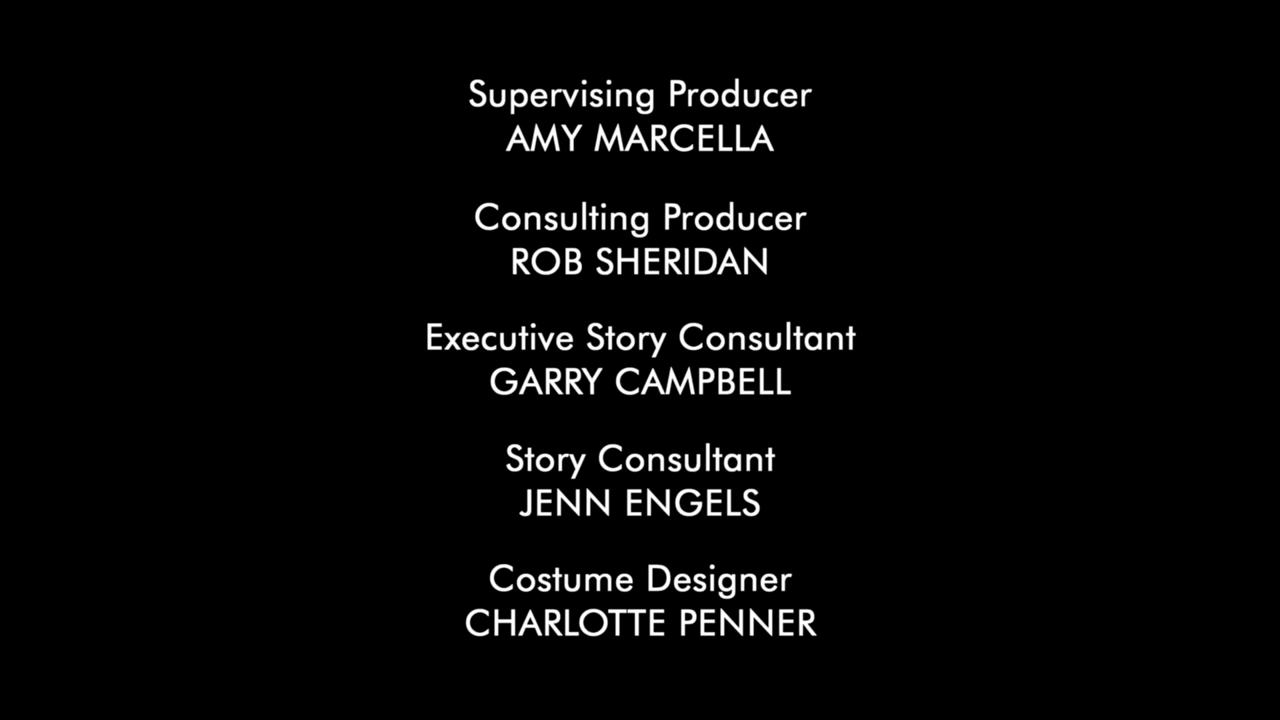 Supervising Producer
AMY MARCELLA
Consulting Producer
ROB SHERIDAN
Executive Story Consultant
GARRY CAMPBELL
Story Consultant
JENN ENGELS
Costume Designer
CHARLOTTE PENNER